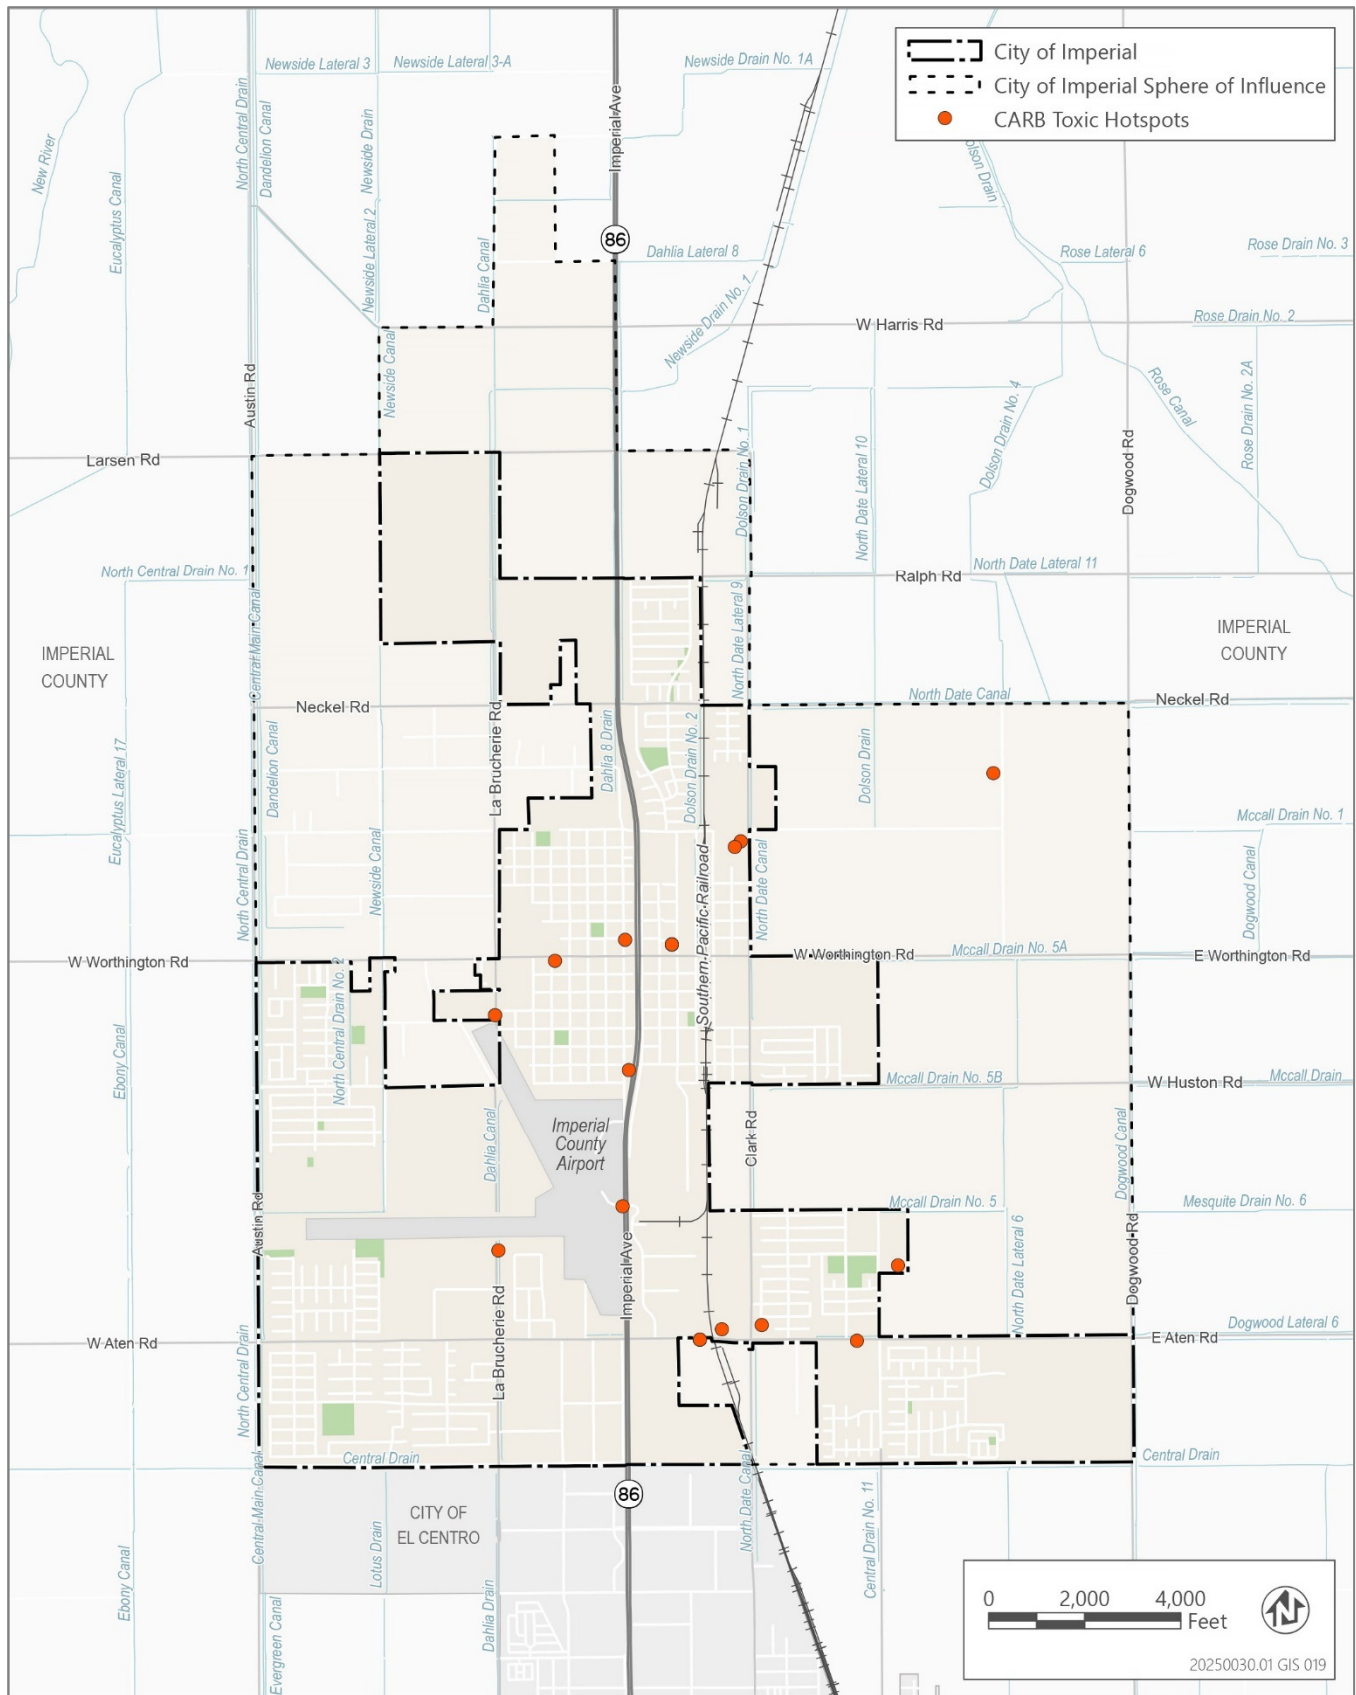 City of Imperial
City of Imperial Sphere of Influence
CARB Toxic Hotspots
Newside Lateral 3
Newside Lateral 3-A
Newside Drain No. 1A
New River
Eucalyptus Canal
North Central Drain
Dandelion Canal
Newside Drain
Newside Lateral 2
Imperial Ave
86
Dahlia Canal
Dahlia Lateral 8
Newside Drain No. 1
Rose Lateral 6
Rose Drain No. 3
Rose Drain No. 2
W Harris Rd
Newside Canal
Austin Rd
Rose Canal
Rose Drain No. 2A
Dolson Drain No. 4
Dogwood Rd
Larsen Rd
Dolson Drain No. 1
North Date Lateral 10
North Central Drain No. 1
Ralph Rd
North Date Lateral 11
IMPERIAL
COUNTY
Central Main Canal
North Date Lateral 9
IMPERIAL
COUNTY
Neckel Rd
North Date Canal
Neckel Rd
La Brucherie Rd
Dahlia 8 Drain
Dolson Drain No. 2
Dolson Drain
Dandelion Canal
Eucalyptus Lateral 17
Mccall Drain No. 1
Southern Pacific Railroad
North Date Canal
Dogwood Canal
North Central Drain
Newside Canal
W Worthington Rd
W Worthington Rd
Mccall Drain No. 5A
E Worthington Rd
North Central Drain No. 2
Ebony Canal
Mccall Drain No. 5B
W Huston Rd
Mccall Drain
Imperial
County
Airport
Dahlia Canal
Clark Rd
Dogwood Canal
Austin Rd
Mccall Drain No. 5
Mesquite Drain No. 6
Imperial Ave
North Date Lateral 6
Dogwood Rd
W Aten Rd
La Brucherie Rd
E Aten Rd
Dogwood Lateral 6
North Central Drain
Central Drain
Central Drain
Central Main Canal
CITY OF
EL CENTRO
86
North Date Canal
Central Drain No. 11
Lotus Drain
Ebony Canal
Evergreen Canal
Dahlia Drain
0 2,000 4,000
Feet
N
20250030.01 GIS 019